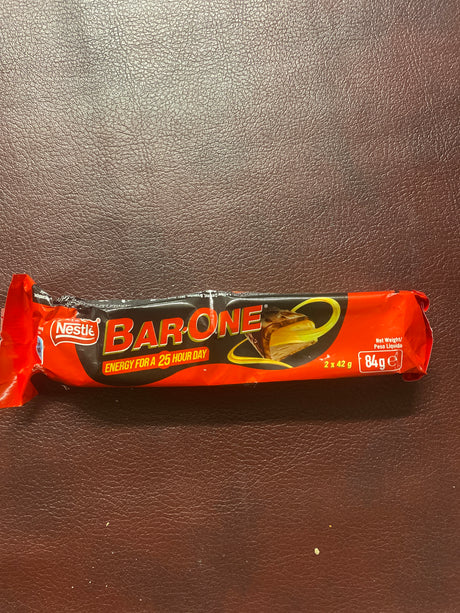 Nestlé
BAR·ONE
ENERGY FOR A 25 HOUR DAY
2 x 42 g
Net Weight/
Peso Líquido
84g e